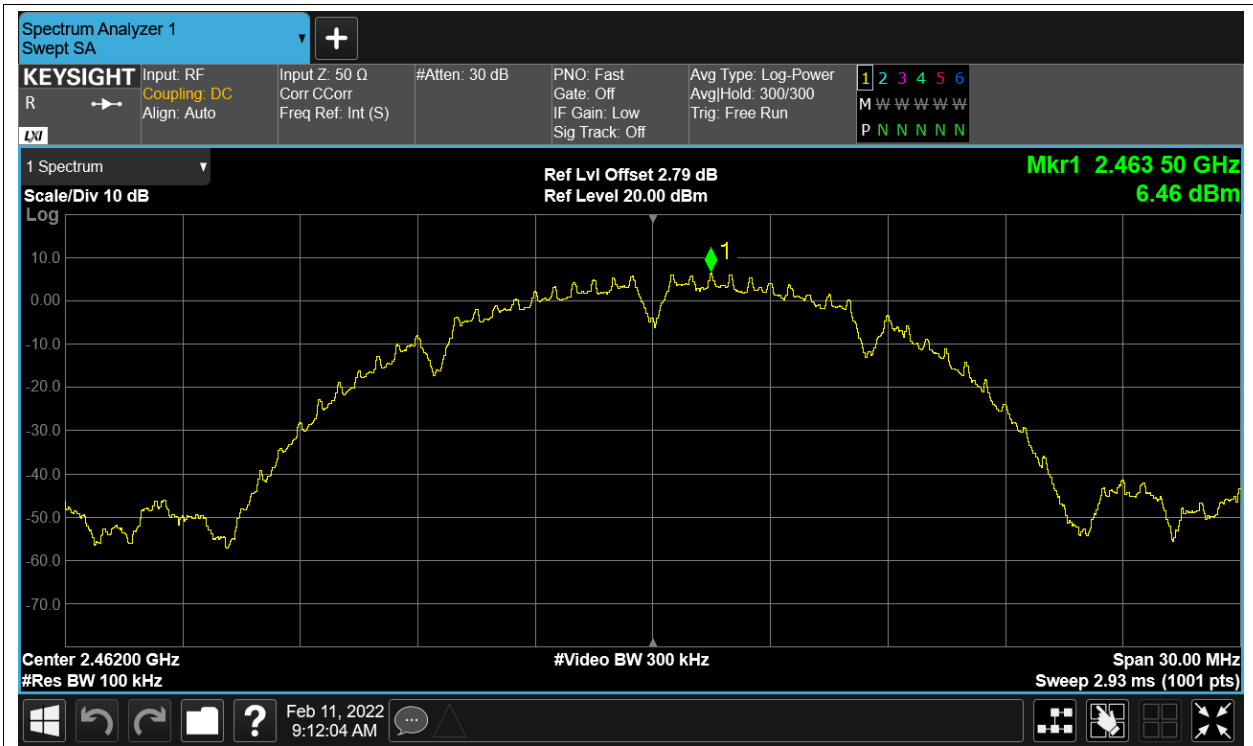 Spectrum Analyzer 1
Swept SA
+
KEYSIGHT
R
LXI
Input: RF
Coupling: DC
Align: Auto
Input Z: 50 Ω
Corr CCorr
Freq Ref: Int (S)
#Atten: 30 dB
PNO: Fast
Gate: Off
IF Gain: Low
Sig Track: Off
Avg Type: Log-Power
Avg|Hold: 300/300
Trig: Free Run
1 2 3 4 5 6
M W W W W W W
P N N N N N N
1 Spectrum
Scale/Div 10 dB
Log
Ref Lvl Offset 2.79 dB
Ref Level 20.00 dBm
Mkr1 2.463 50 GHz
6.46 dBm
1
10.0
0.00
-10.0
-20.0
-30.0
-40.0
-50.0
-60.0
-70.0
Center 2.46200 GHz
#Res BW 100 kHz
#Video BW 300 kHz
Span 30.00 MHz
Sweep 2.93 ms (1001 pts)
?
Feb 11, 2022
9:12:04 AM